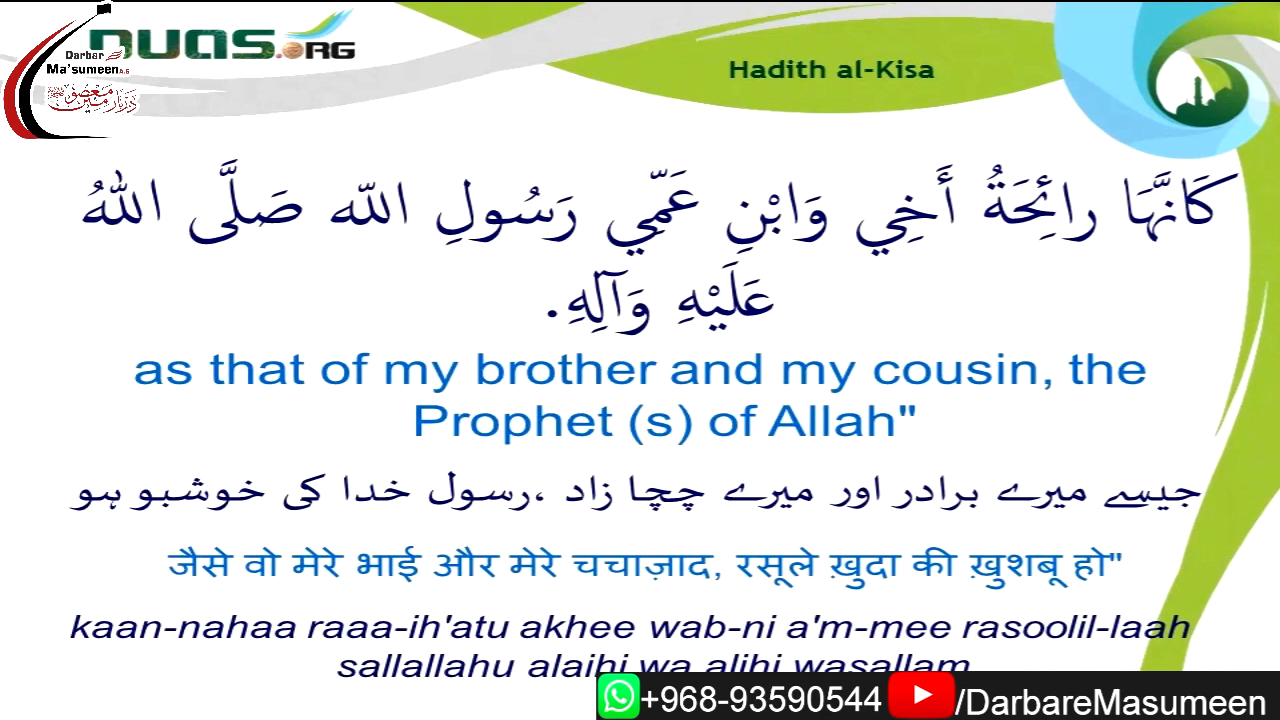 DUAS.ORG
Darbar
Ma'sumeen A.S
Hadith al-Kisa
كَانَّهَا رائِحَةُ أَخِي وَابْنِ عَمِّي رَسُولِ اللّه صَلَّى اللهُ
عَلَيْهِ وَآلِهِ.
as that of my brother and my cousin, the
Prophet (s) of Allah"
جیسے میرے برادر اور میرے چچا زاد ،رسول خدا کی خوشبو ہو
जैसे वो मेरे भाई और मेरे चचाज़ाद, रसूले ख़ुदा की ख़ुशबू हो"
kaan-nahaa raaa-ih'atu akhee wab-ni a'm-mee rasoolil-laah
sallallahu alaihi wa alihi wasallam
+968-93590544 /DarbareMasumeen